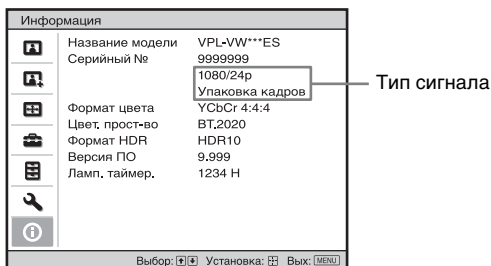 Информация
Название модели VPL-VW***ES
Серийный № 9999999
1080/24p
Упаковка кадров
Тип сигнала
Формат цвета YCbCr 4:4:4
Цвет. прост-во BT.2020
Формат HDR HDR10
Версия ПО 9.999
Ламп. таймер. 1234 H
Выбор: Установка: Вых: MENU